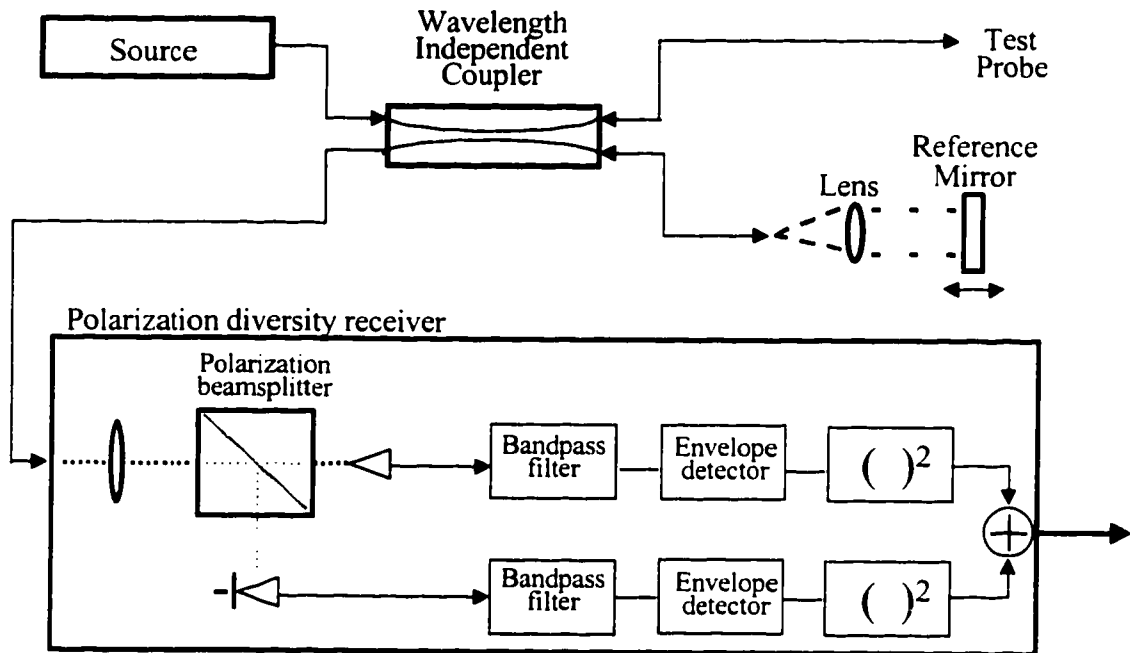 Source
Wavelength
Independent
Coupler
Test
Probe
Lens
Reference
Mirror
Polarization diversity receiver
Polarization
beamsplitter
Bandpass
filter
Envelope
detector
( )²
Bandpass
filter
Envelope
detector
( )²